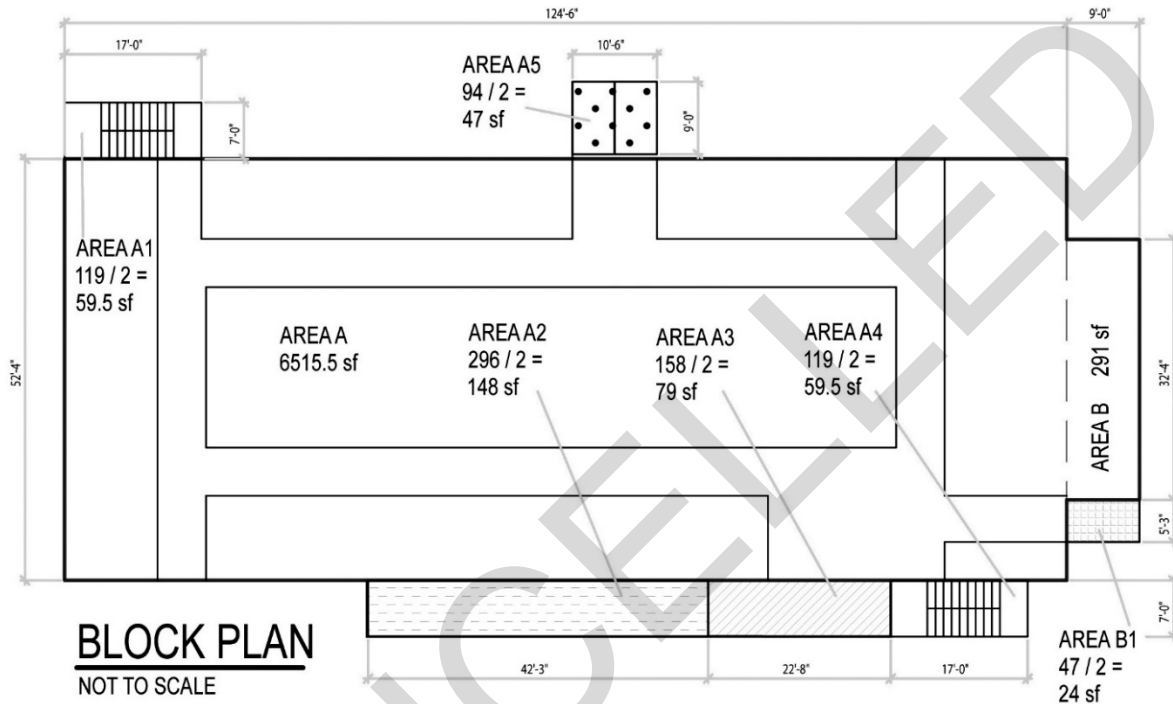 124'-6"
9'-0"
17'-0"
10'-6"
AREA A5
94 / 2 =
47 sf
7'-0"
9'-0"
AREA A1
119 / 2 =
59.5 sf
AREA A
6515.5 sf
AREA A2
296 / 2 =
148 sf
AREA A3
158 / 2 =
79 sf
AREA A4
119 / 2 =
59.5 sf
AREA B 291 sf
52'-4"
32'-4"
5'-3"
7'-0"
BLOCK PLAN
NOT TO SCALE
42'-3"
22'-8"
17'-0"
AREA B1
47 / 2 =
24 sf
CELLED